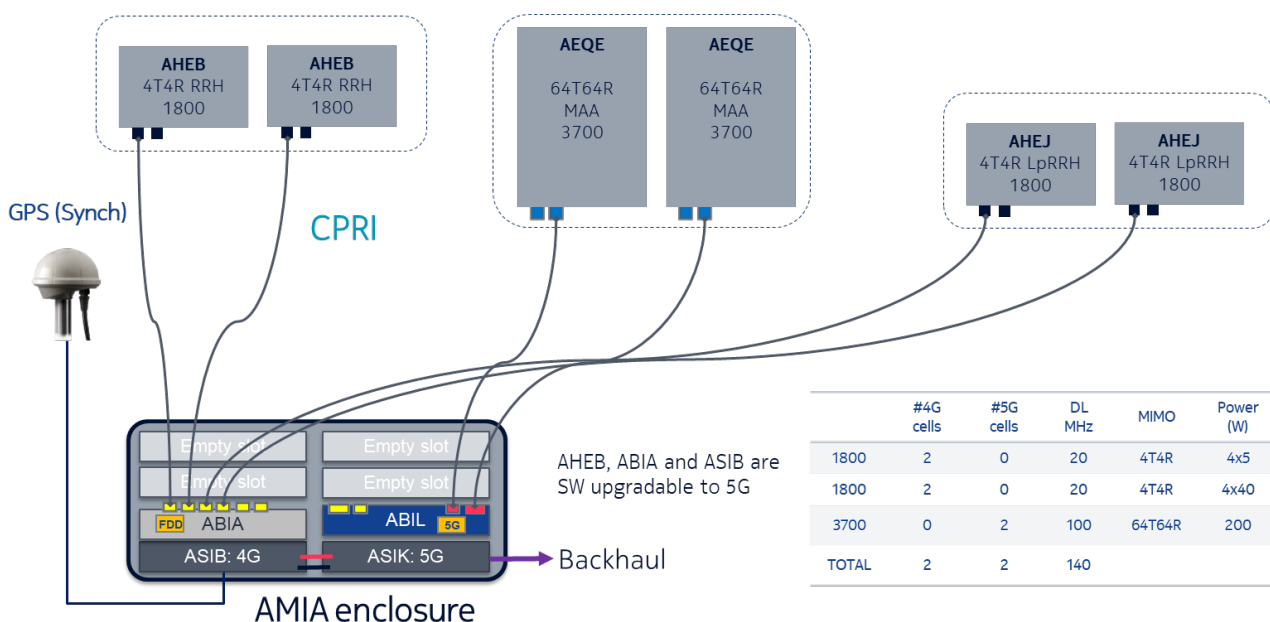 AHEB
4T4R RRH
1800
AHEB
4T4R RRH
1800
AEQE
64T64R
MAA
3700
AEQE
64T64R
MAA
3700
AHEJ
4T4R LpRRH
1800
AHEJ
4T4R LpRRH
1800
GPS (Synch)
CPRI
Empty slot
Empty slot
Empty slot
Empty slot
FDD
ABIA
ABIL
5G
ASIB: 4G
ASIK: 5G
Backhaul
AMIA enclosure
AHEB, ABIA and ASIB are
SW upgradable to 5G
#4G cells #5G cells DL MHz MIMO Power (W)
1800 2 0 20 4T4R 4x5
1800 2 0 20 4T4R 4x40
3700 0 2 100 64T64R 200
TOTAL 2 2 140